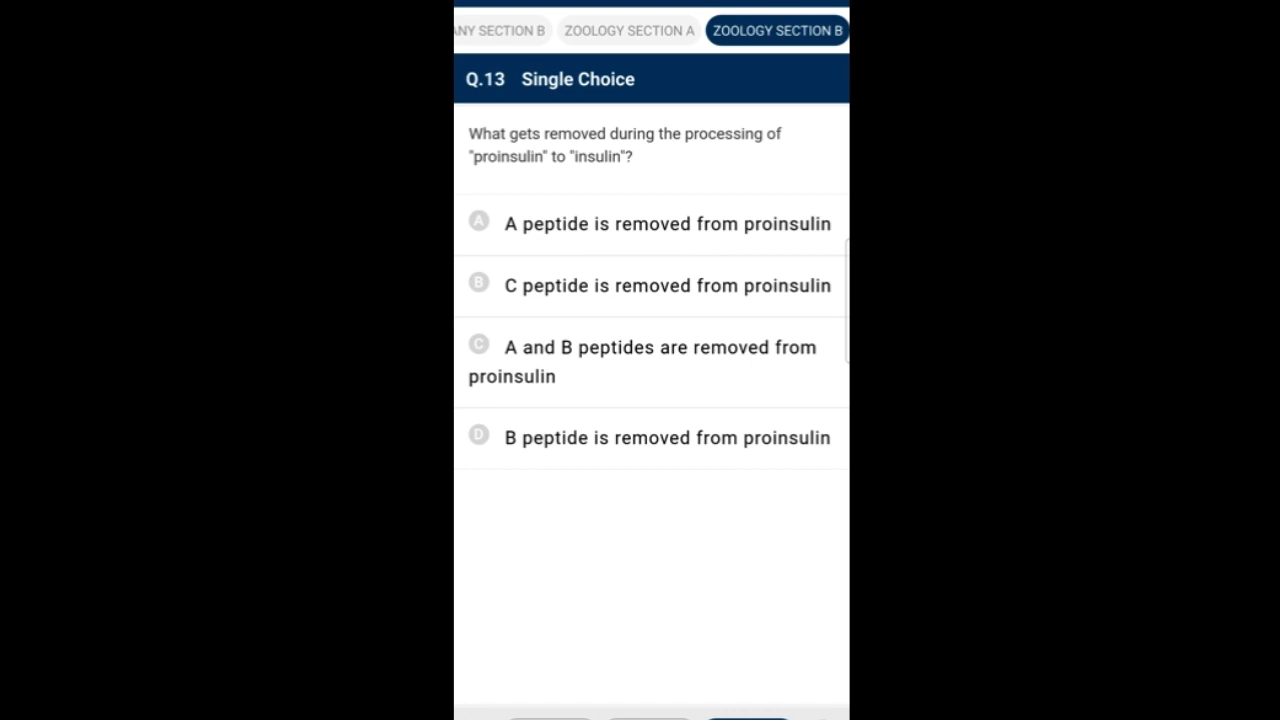 ANY SECTION B ZOOLOGY SECTION A ZOOLOGY SECTION B
Q.13 Single Choice
What gets removed during the processing of
"proinsulin" to "insulin"?
A A peptide is removed from proinsulin
B C peptide is removed from proinsulin
C A and B peptides are removed from
proinsulin
D B peptide is removed from proinsulin